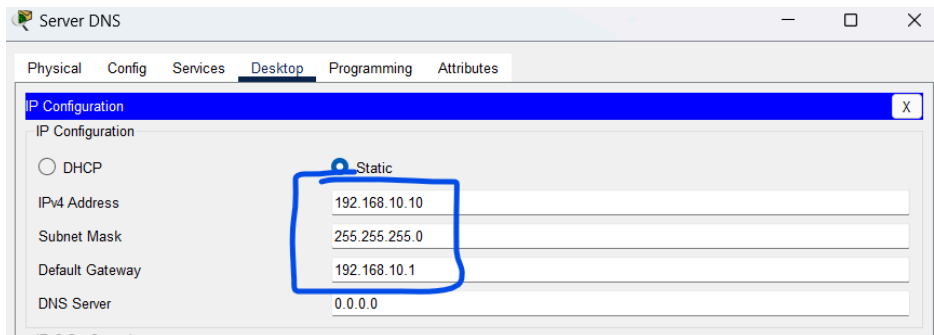 Server DNS
Physical Config Services Desktop Programming Attributes
IP Configuration X
IP Configuration
DHCP Static
IPv4 Address 192.168.10.10
Subnet Mask 255.255.255.0
Default Gateway 192.168.10.1
DNS Server 0.0.0.0